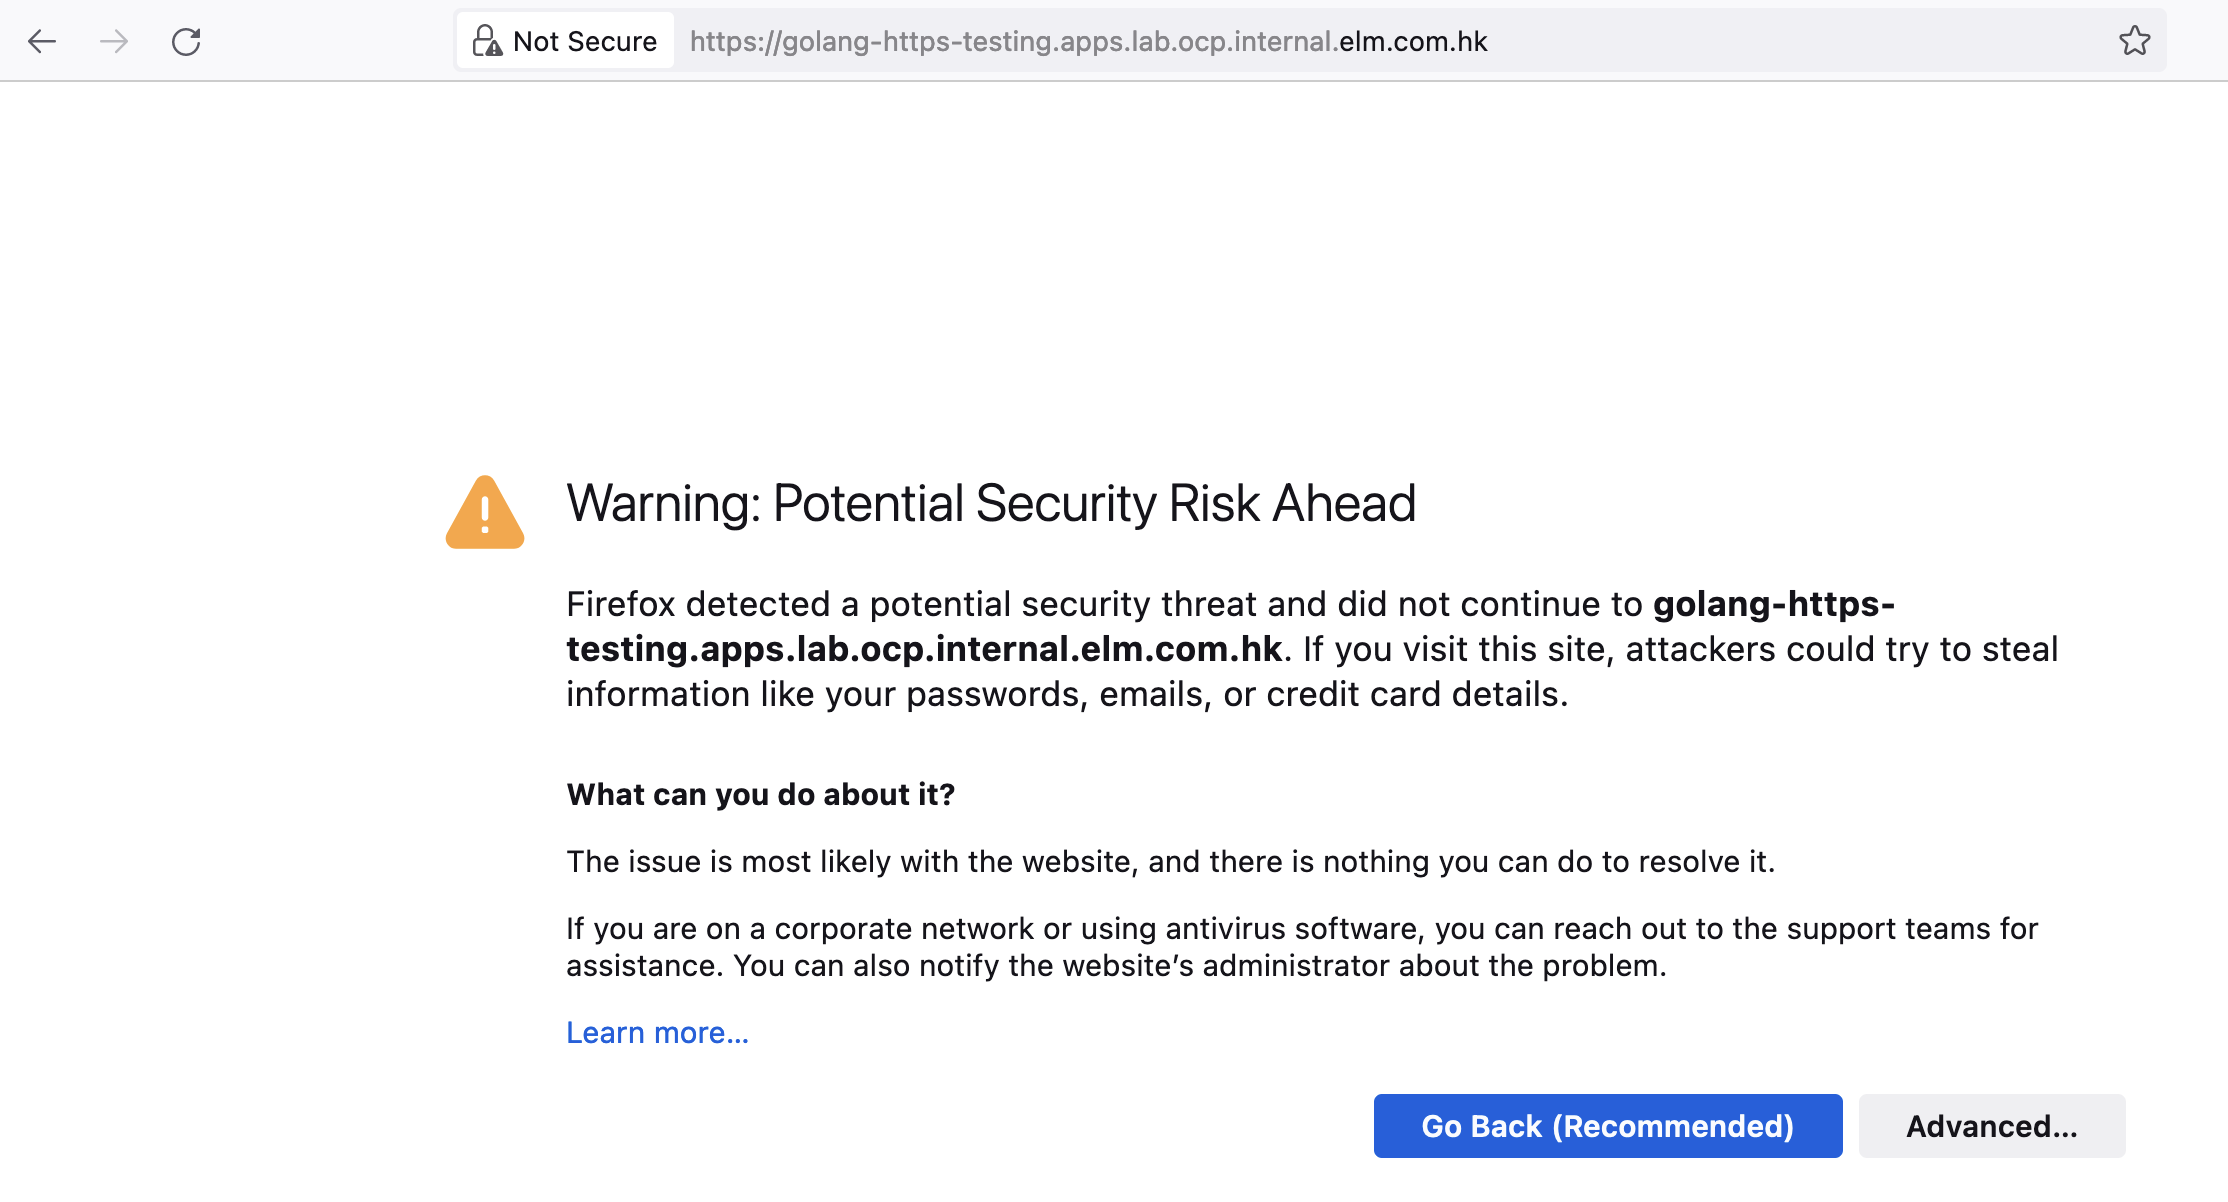 Not Secure https://golang-https-testing.apps.lab.ocp.internal.elm.com.hk
Warning: Potential Security Risk Ahead
Firefox detected a potential security threat and did not continue to golang-https-
testing.apps.lab.ocp.internal.elm.com.hk. If you visit this site, attackers could try to steal
information like your passwords, emails, or credit card details.
What can you do about it?
The issue is most likely with the website, and there is nothing you can do to resolve it.
If you are on a corporate network or using antivirus software, you can reach out to the support teams for
assistance. You can also notify the website’s administrator about the problem.
Learn more…
Go Back (Recommended) Advanced…